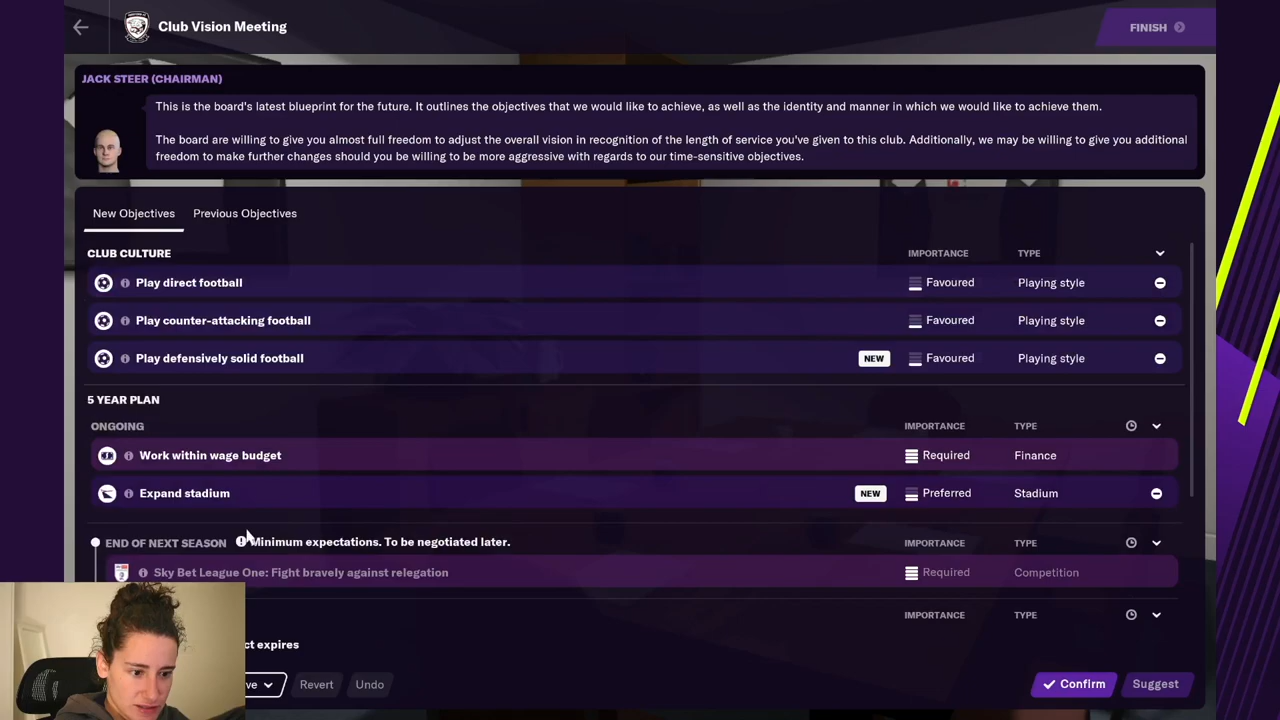 Club Vision Meeting
FINISH
JACK STEER (CHAIRMAN)
This is the board's latest blueprint for the future. It outlines the objectives that we would like to achieve, as well as the identity and manner in which we would like to achieve them.
The board are willing to give you almost full freedom to adjust the overall vision in recognition of the length of service you've given to this club. Additionally, we may be willing to give you additional
freedom to make further changes should you be willing to be more aggressive with regards to our time-sensitive objectives.
New Objectives Previous Objectives
CLUB CULTURE IMPORTANCE TYPE
Play direct football Favoured Playing style
Play counter-attacking football Favoured Playing style
Play defensively solid football NEW Favoured Playing style
5 YEAR PLAN
ONGOING IMPORTANCE TYPE
Work within wage budget Required Finance
Expand stadium NEW Preferred Stadium
END OF NEXT SEASON Minimum expectations. To be negotiated later. IMPORTANCE TYPE
Sky Bet League One: Fight bravely against relegation Required Competition
IMPORTANCE TYPE
expires
Revert Undo Confirm Suggest